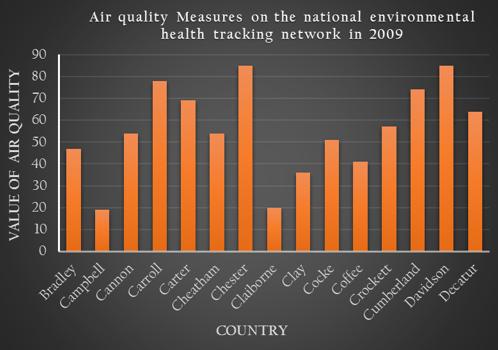 Air quality Measures on the national environmental
health tracking network in 2009
VALUE OF AIR QUALITY
90
80
70
60
50
40
30
20
10
0
Bradley
Campbell
Cannon
Carroll
Carter
Cheatham
Chester
Claiborne
Clay
Cocke
Coffee
Crockett
Cumberland
Davidson
Decatur
COUNTRY